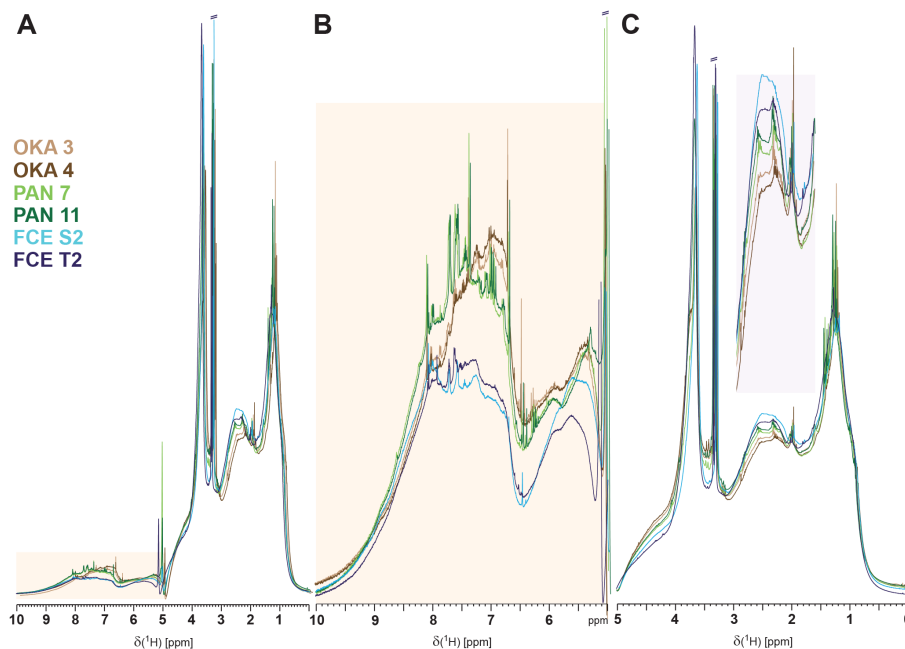 A
B
C
OKA 3
OKA 4
PAN 7
PAN 11
FCE S2
FCE T2
10 9 8 7 6 5 4 3 2 1
10 9 8 7 6 ppm
5 4 3 2 1 0
δ(¹H) [ppm]
δ(¹H) [ppm]
δ(¹H) [ppm]